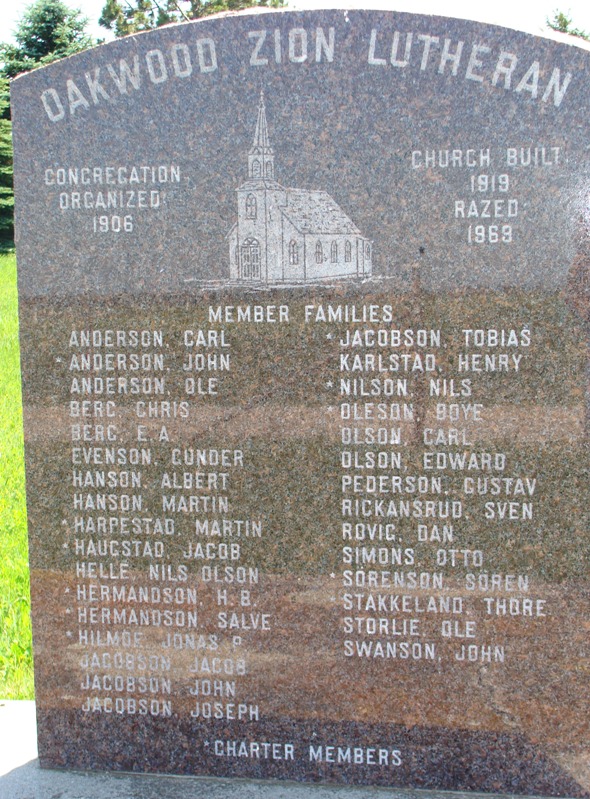 OAKWOOD ZION LUTHERAN
CONGREGATION
ORGANIZED:
1906
CHURCH BUILT:
1919
RAZED:
1969
MEMBER FAMILIES
ANDERSON, CARL
*ANDERSON, JOHN
ANDERSON, OLE
BERG, CHRIS
BERG, E.A.
EVENSON, GUNDER
HANSON, ALBERT
HANSON, MARTIN
*HARPESTAD, MARTIN
*HAUGSTAD, JACOB
HELLE, NILS OLSON
*HERMANDSON, H.B.
*HERMANDSON, SALVE
*HILMOE, JONAS P.
JACOBSON, JACOB
JACOBSON, JOHN
JACOBSON, JOSEPH
*JACOBSON, TOBIAS
KARLSTAD, HENRY
*NILSON, NILS
*OLESON, BOYE
OLSON, CARL
OLSON, EDWARD
PEDERSON, GUSTAV
RICKANSRUD, SVEN
ROVIG, DAN
SIMONS, OTTO
*SORENSON, SOREN
*STAKKELAND, THORE
STORLIE, OLE
SWANSON, JOHN
*CHARTER MEMBERS